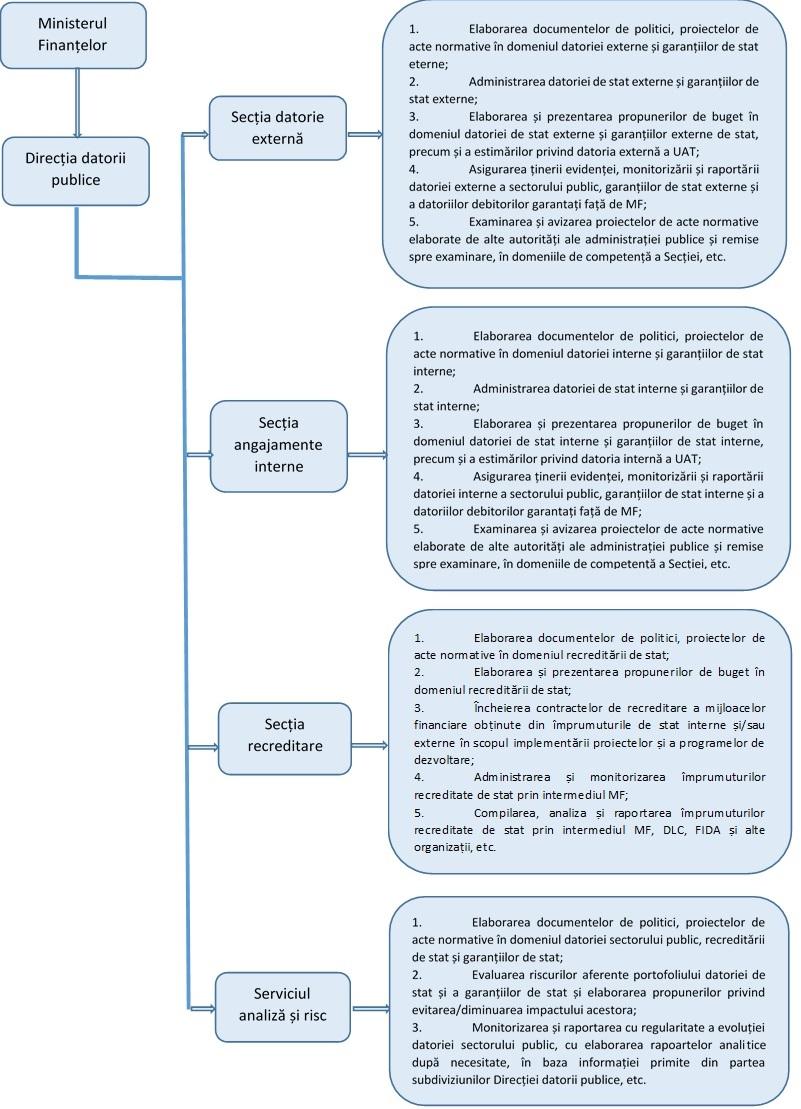 Ministerul
Finanțelor
Direcția datorii
publice
Secția datorie
externă
1. Elaborarea documentelor de politici, proiectelor de
acte normative în domeniul datoriei externe și garanțiilor de stat
eterne;
2. Administrarea datoriei de stat externe și garanțiilor de
stat externe;
3. Elaborarea și prezentarea propunerilor de buget în
domeniul datoriei de stat externe și garanțiilor externe de stat,
precum și a estimărilor privind datoria externă a UAT;
4. Asigurarea ținerii evidenței, monitorizării și raportării
datoriei externe a sectorului public, garanțiilor de stat externe și
a datoriilor debitorilor garantați față de MF;
5. Examinarea și avizarea proiectelor de acte normative
elaborate de alte autorități ale administrației publice și remise
spre examinare, în domeniile de competență a Secției, etc.
Secția
angajamente
interne
1. Elaborarea documentelor de politici, proiectelor de
acte normative în domeniul datoriei interne și garanțiilor de stat
interne;
2. Administrarea datoriei de stat interne și garanțiilor de
stat interne;
3. Elaborarea și prezentarea propunerilor de buget în
domeniul datoriei de stat interne și garanțiilor de stat interne,
precum și a estimărilor privind datoria internă a UAT;
4. Asigurarea ținerii evidenței, monitorizării și raportării
datoriei interne a sectorului public, garanțiilor de stat interne și a
datoriilor debitorilor garantați față de MF;
5. Examinarea și avizarea proiectelor de acte normative
elaborate de alte autorități ale administrației publice și remise
spre examinare, în domeniile de competență a Secției, etc.
Secția
recreditare
1. Elaborarea documentelor de politici, proiectelor de
acte normative în domeniul recreditării de stat;
2. Elaborarea și prezentarea propunerilor de buget în
domeniul recreditării de stat;
3. Încheierea contractelor de recreditare a mijloacelor
financiare obținute din împrumuturile de stat interne și/sau
externe în scopul implementării proiectelor și a programelor de
dezvoltare;
4. Administrarea și monitorizarea împrumuturilor
recreditate de stat prin intermediul MF;
5. Compilarea, analiza și raportarea împrumuturilor
recreditate de stat prin intermediul MF, DLC, FIDA și alte
organizații, etc.
Serviciul
analiză și risc
1. Elaborarea documentelor de politici, proiectelor de
acte normative în domeniul datoriei sectorului public, recreditării
de stat și garanțiilor de stat;
2. Evaluarea riscurilor aferente portofoliului datoriei de
stat și a garanțiilor de stat și elaborarea propunerilor privind
evitarea/diminuarea impactului acestora;
3. Monitorizarea și raportarea cu regularitate a evoluției
datoriei sectorului public, cu elaborarea rapoartelor analitice
după necesitate, în baza informației primite din partea
subdiviziunilor Direcției datorii publice, etc.